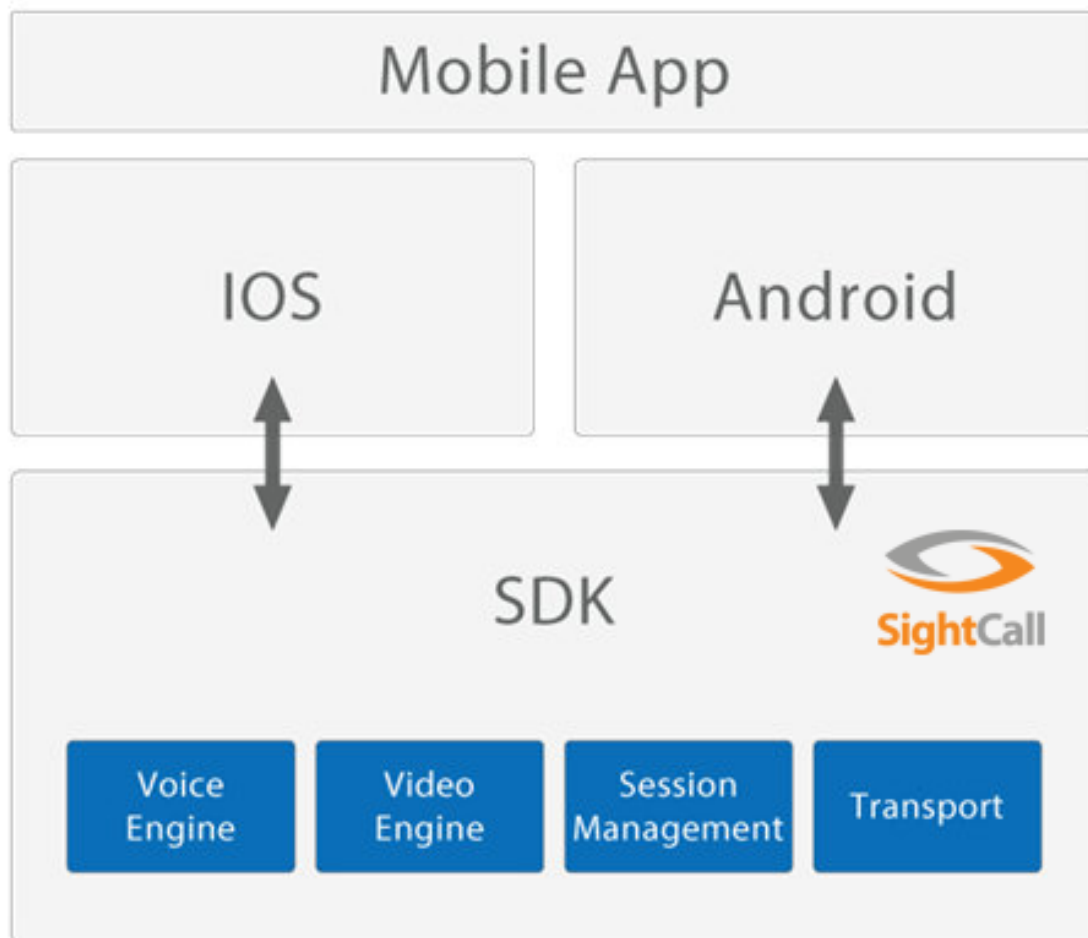 Mobile App
IOS
Android
SDK
SightCall
Voice
Engine
Video
Engine
Session
Management
Transport